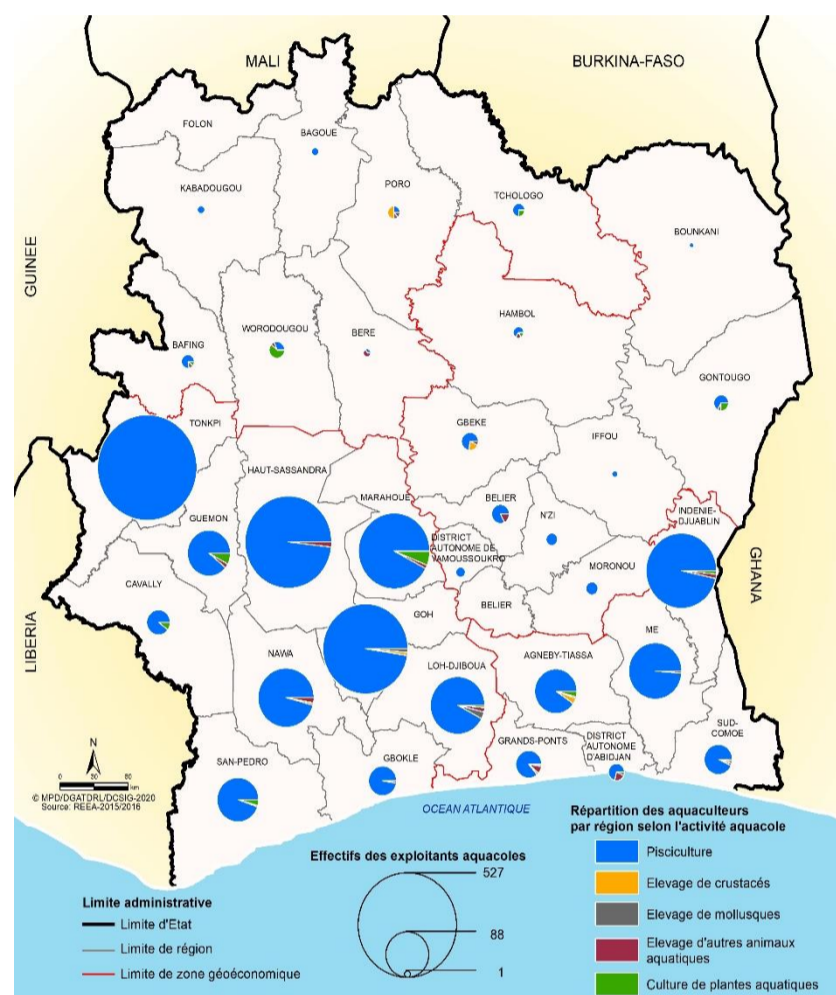 MALI
BURKINA-FASO
FOLON
BAGOUE
KABADOUGOU
PORO
TCHOLOGO
BOUNKANI
GUINEE
HAMBOL
WORODOUGOU
BERE
BAFING
GONTOUGO
TONKPI
GBEKE
IFFOU
HAUT-SASSANDRA
MARAHOUE
BELIER
N'ZI
INDENIE-
DJUABLIN
GUEMON
DISTRICT
AUTONOME DE
YAMOUSSOUKRO
MORONOU
GHANA
CAVALLY
BELIER
GOH
LIBERIA
NAWA
LOH-DJIBOUA
AGNEBY-TIASSA
ME
SUD-
COMOE
GRANDS-PONTS
DISTRICT
AUTONOME
D'ABIDJAN
SAN-PEDRO
GBOKLE
N
0 30 60
km
© MPD/DGATDRL/DCSIG-2020
Source: REEA-2015/2016
OCEAN ATLANTIQUE
Limite administrative
Limite d'Etat
Limite de région
Limite de zone géoéconomique
Effectifs des exploitants aquacoles
527
88
1
Répartition des aquaculteurs
par région selon l'activité aquacole
Pisciculture
Elevage de crustacés
Elevage de mollusques
Elevage d'autres animaux
aquatiques
Culture de plantes aquatiques